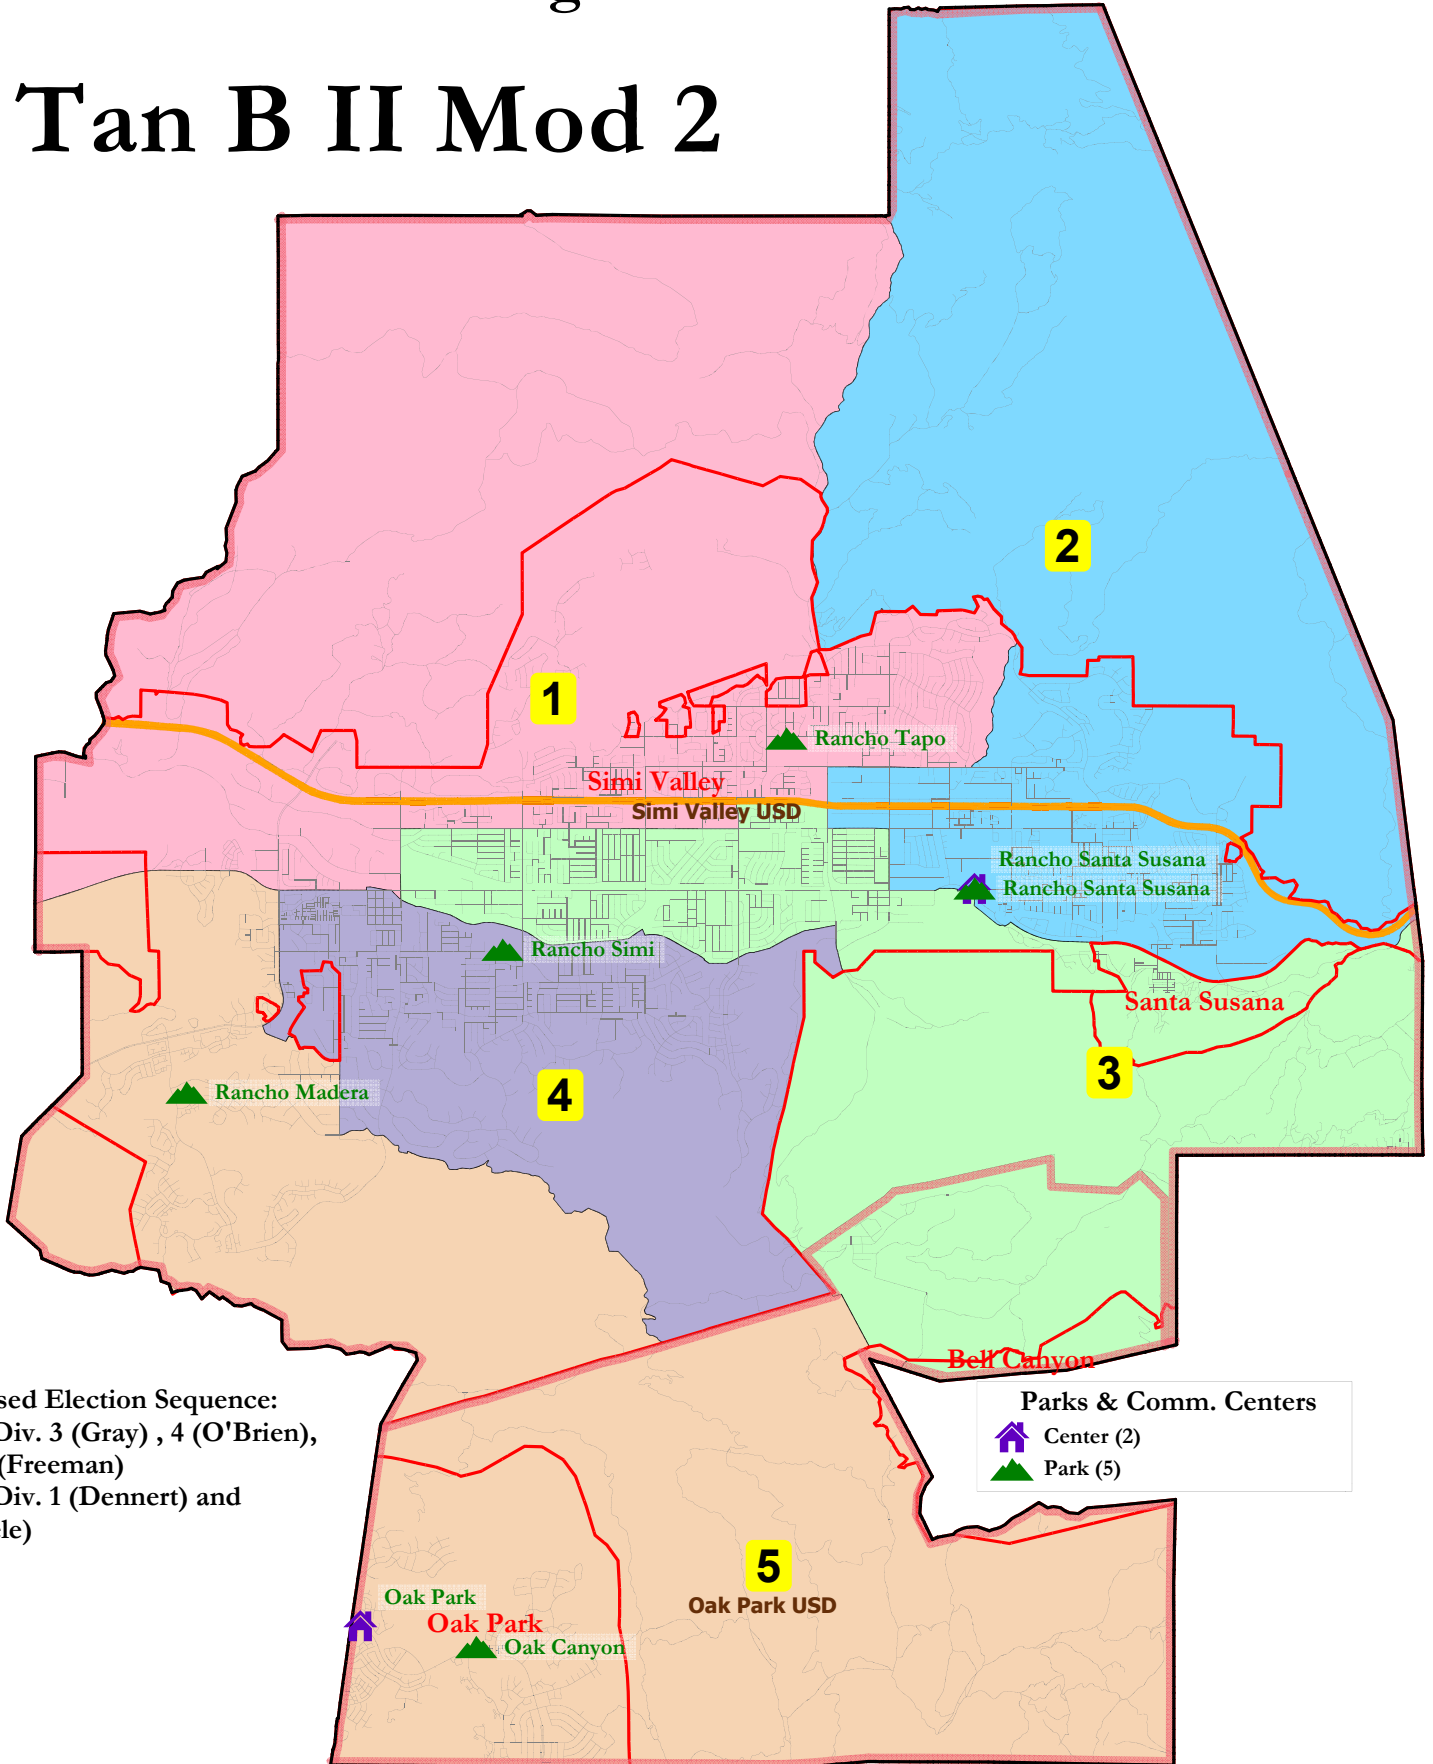 g
Tan B II Mod 2
2
1
Rancho Tapo
Simi Valley
Simi Valley USD
Rancho Santa Susana
Rancho Santa Susana
Rancho Simi
Santa Susana
3
Rancho Madera
4
Bell Canyon
sed Election Sequence:
Div. 3 (Gray) , 4 (O'Brien),
(Freeman)
Div. 1 (Dennert) and
le)
Parks & Comm. Centers
Center (2)
Park (5)
5
Oak Park USD
Oak Park
Oak Park
Oak Canyon